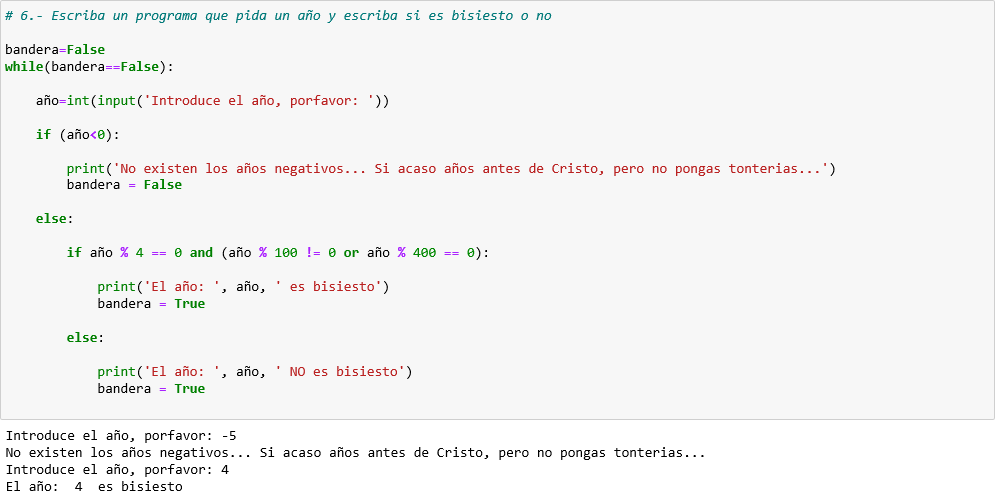 # 6.- Escriba un programa que pida un año y escriba si es bisiesto o no
bandera=False
while(bandera==False):
año=int(input('Introduce el año, porfavor: '))
if (año<0):
print('No existen los años negativos... Si acaso años antes de Cristo, pero no pongas tonterias...')
bandera = False
else:
if año % 4 == 0 and (año % 100 != 0 or año % 400 == 0):
print('El año: ', año, ' es bisiesto')
bandera = True
else:
print('El año: ', año, ' NO es bisiesto')
bandera = True
Introduce el año, porfavor: -5
No existen los años negativos... Si acaso años antes de Cristo, pero no pongas tonterias...
Introduce el año, porfavor: 4
El año:  4  es bisiesto